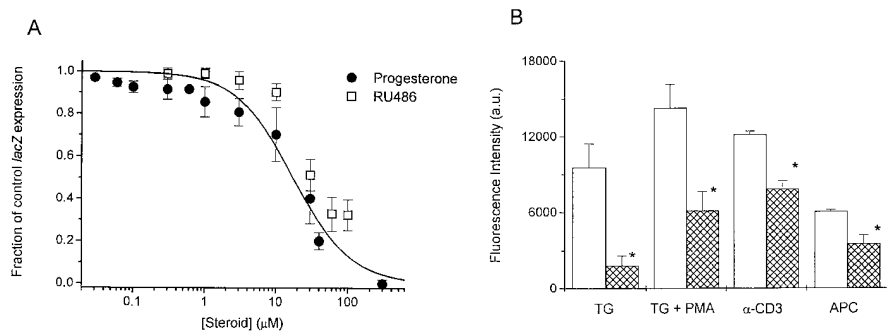 A
Fraction of control lacZ expression
1.0
0.8
0.6
0.4
0.2
0.0
Progesterone
RU486
0.1
1
10
100
[Steroid] (μM)
B
Fluorescence Intensity (a.u.)
18000
12000
6000
0
*
*
*
*
TG
TG + PMA
α-CD3
APC